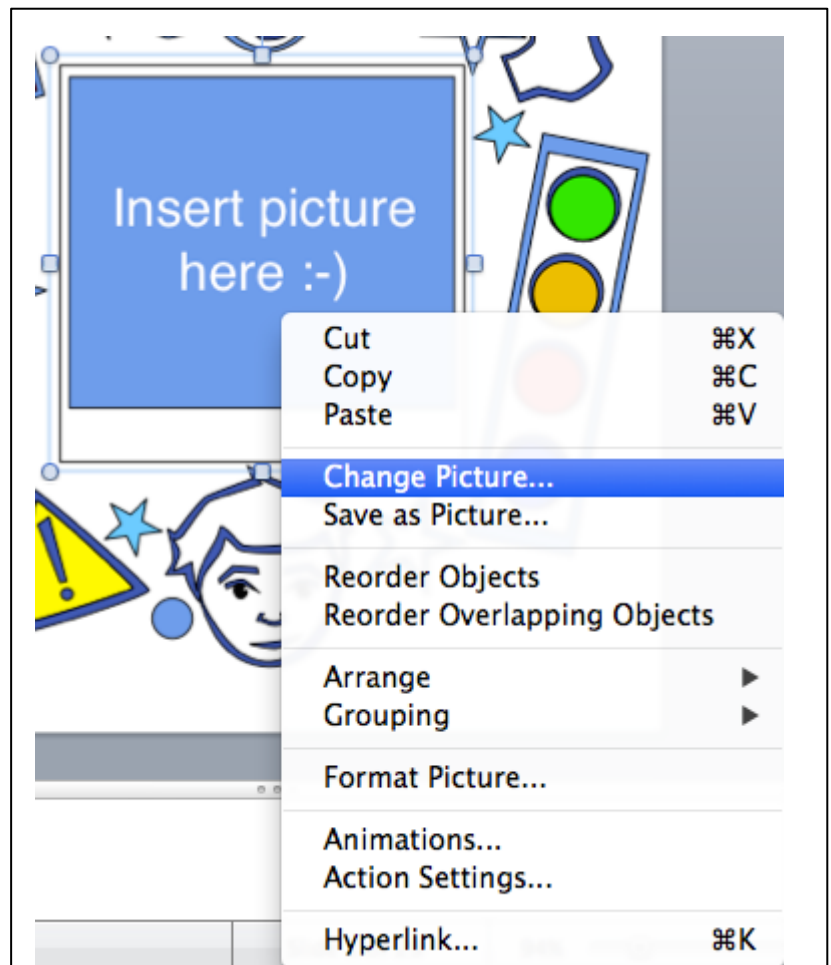 Insert picture
here :-)
Cut ⌘X
Copy ⌘C
Paste ⌘V
Change Picture...
Save as Picture...
Reorder Objects
Reorder Overlapping Objects
Arrange ▶
Grouping ▶
Format Picture...
Animations...
Action Settings...
Hyperlink... ⌘K